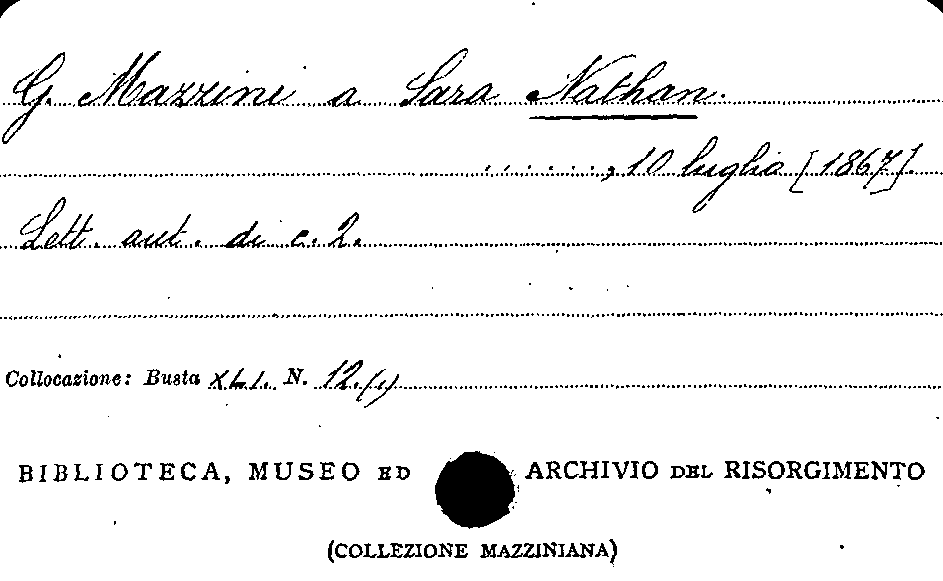 G. Mazzini a Sara Nathan.
. . . . . . ., 10 luglio [1867].
Lett. aut. di c. 2.
Collocazione: Busta XLI. N. 12.(1)
BIBLIOTECA, MUSEO ED ARCHIVIO DEL RISORGIMENTO
(COLLEZIONE MAZZINIANA)